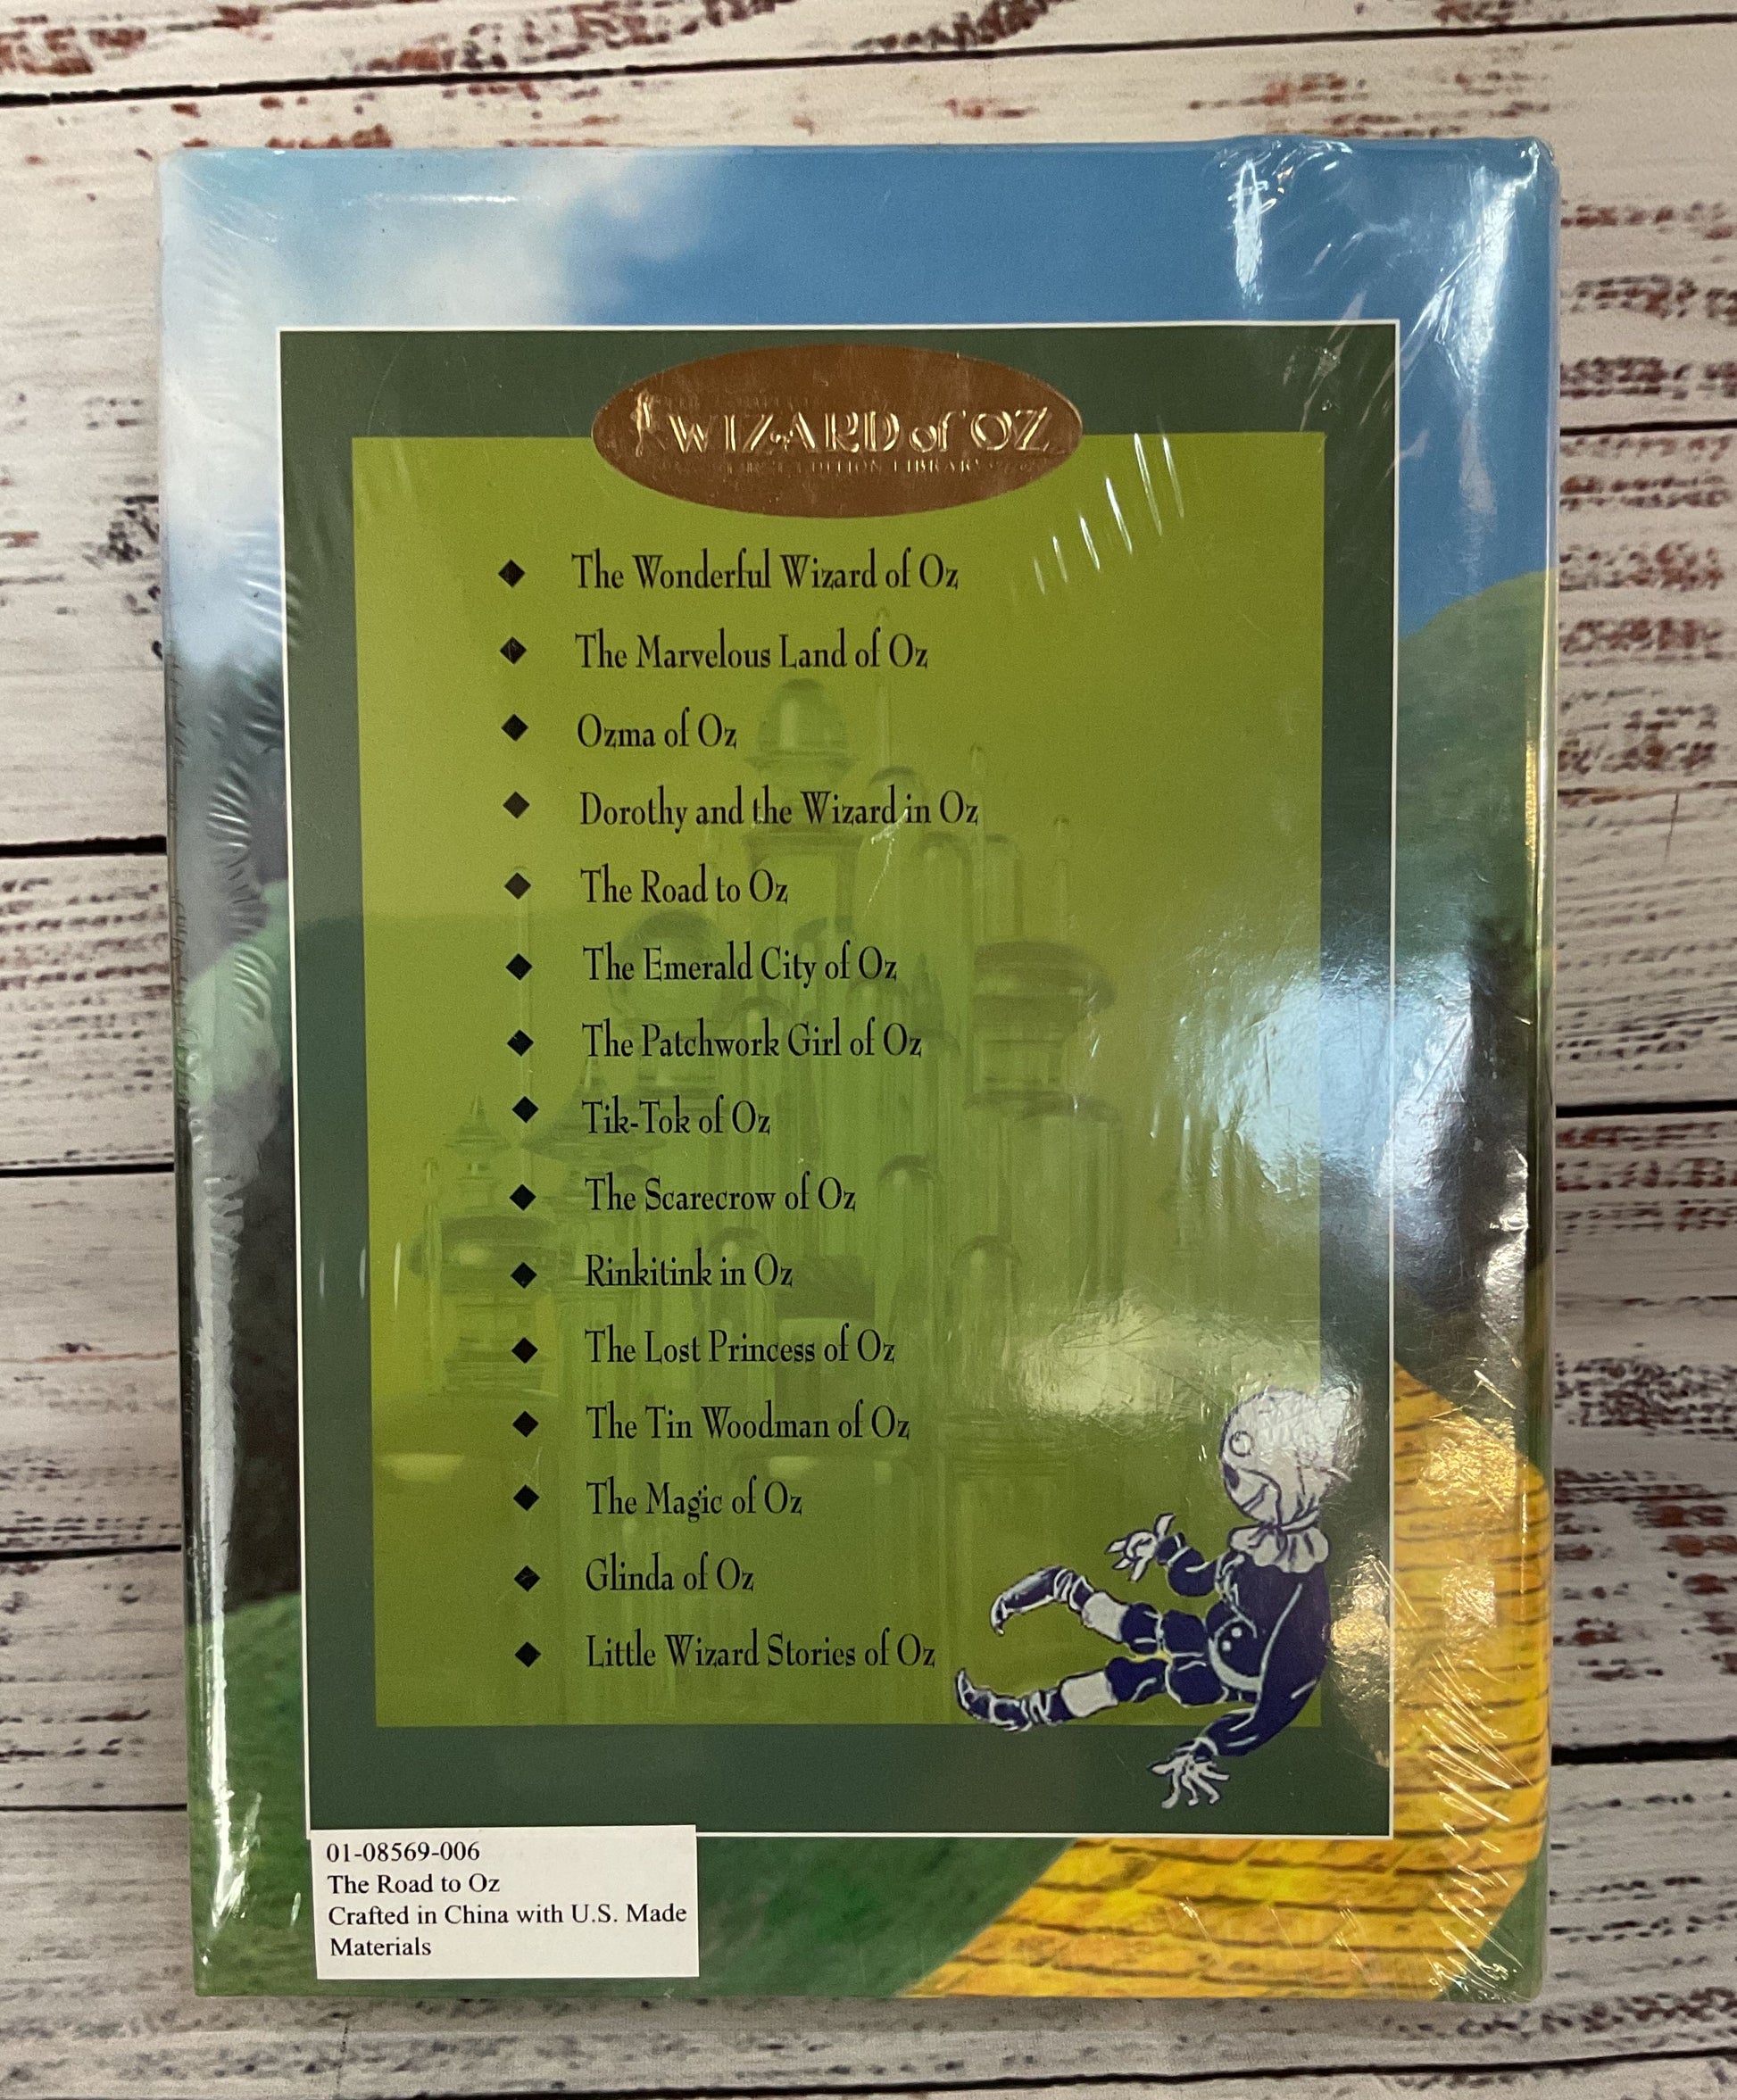 WIZARD of OZ
EDITION LIBRARY
The Wonderful Wizard of Oz
The Marvelous Land of Oz
Ozma of Oz
Dorothy and the Wizard in Oz
The Road to Oz
The Emerald City of Oz
The Patchwork Girl of Oz
Tik-Tok of Oz
The Scarecrow of Oz
Rinkitink in Oz
The Lost Princess of Oz
The Tin Woodman of Oz
The Magic of Oz
Glinda of Oz
Little Wizard Stories of Oz
01-08569-006
The Road to Oz
Crafted in China with U.S. Made
Materials